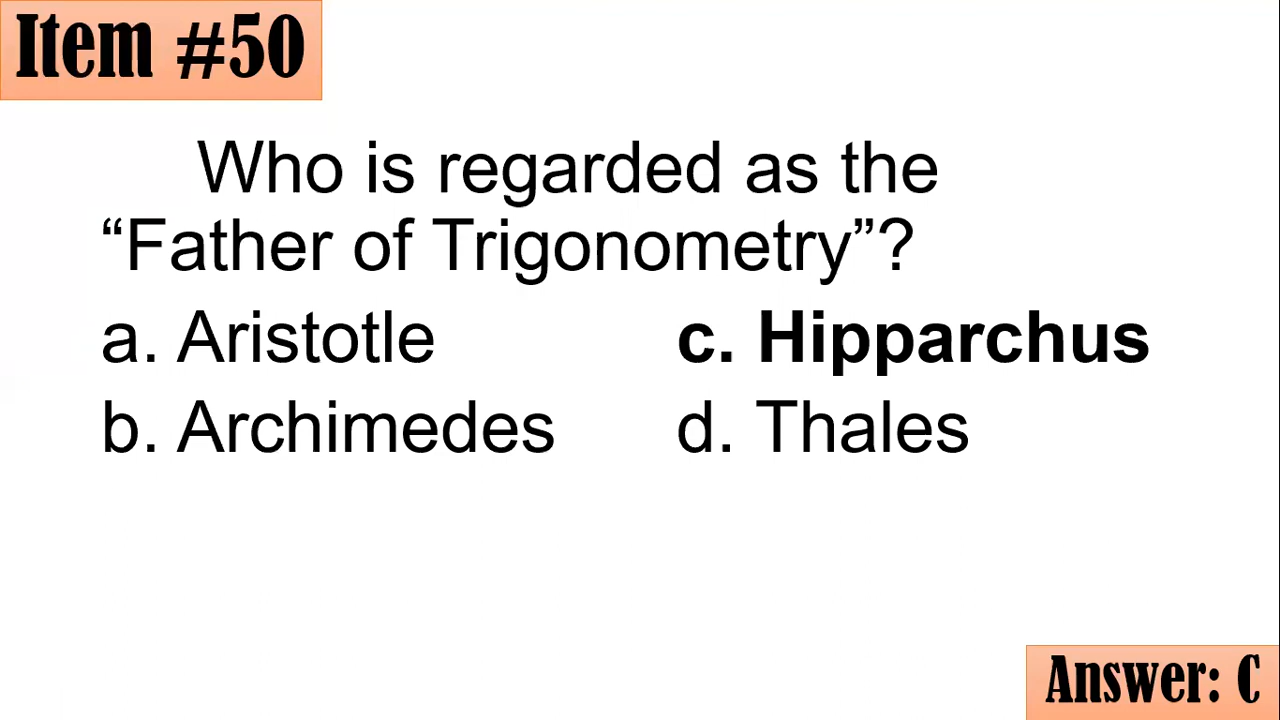 Item #50
Who is regarded as the
“Father of Trigonometry”?
a. Aristotle c. Hipparchus
b. Archimedes d. Thales
Answer: C